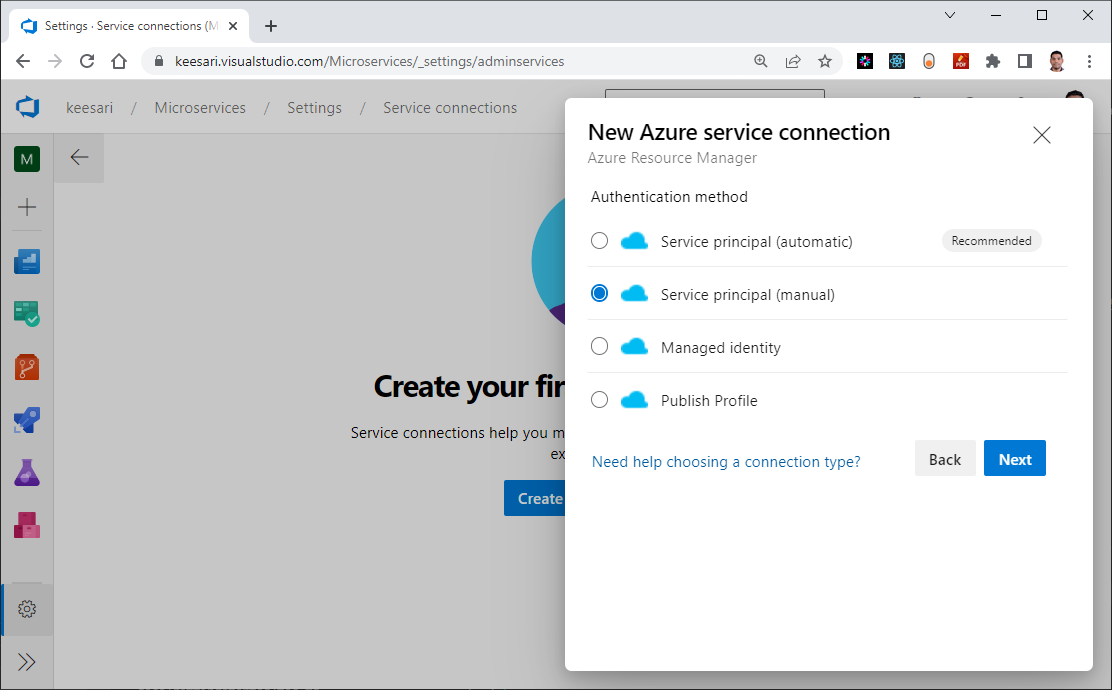 Settings · Service connections (M
keesari.visualstudio.com/Microservices/_settings/adminservices
PDF
keesari / Microservices / Settings / Service connections
M
New Azure service connection
Azure Resource Manager
Authentication method
Service principal (automatic) Recommended
Service principal (manual)
Managed identity
Publish Profile
Need help choosing a connection type? Back Next
Create your fir
Service connections help you m
ex
Create